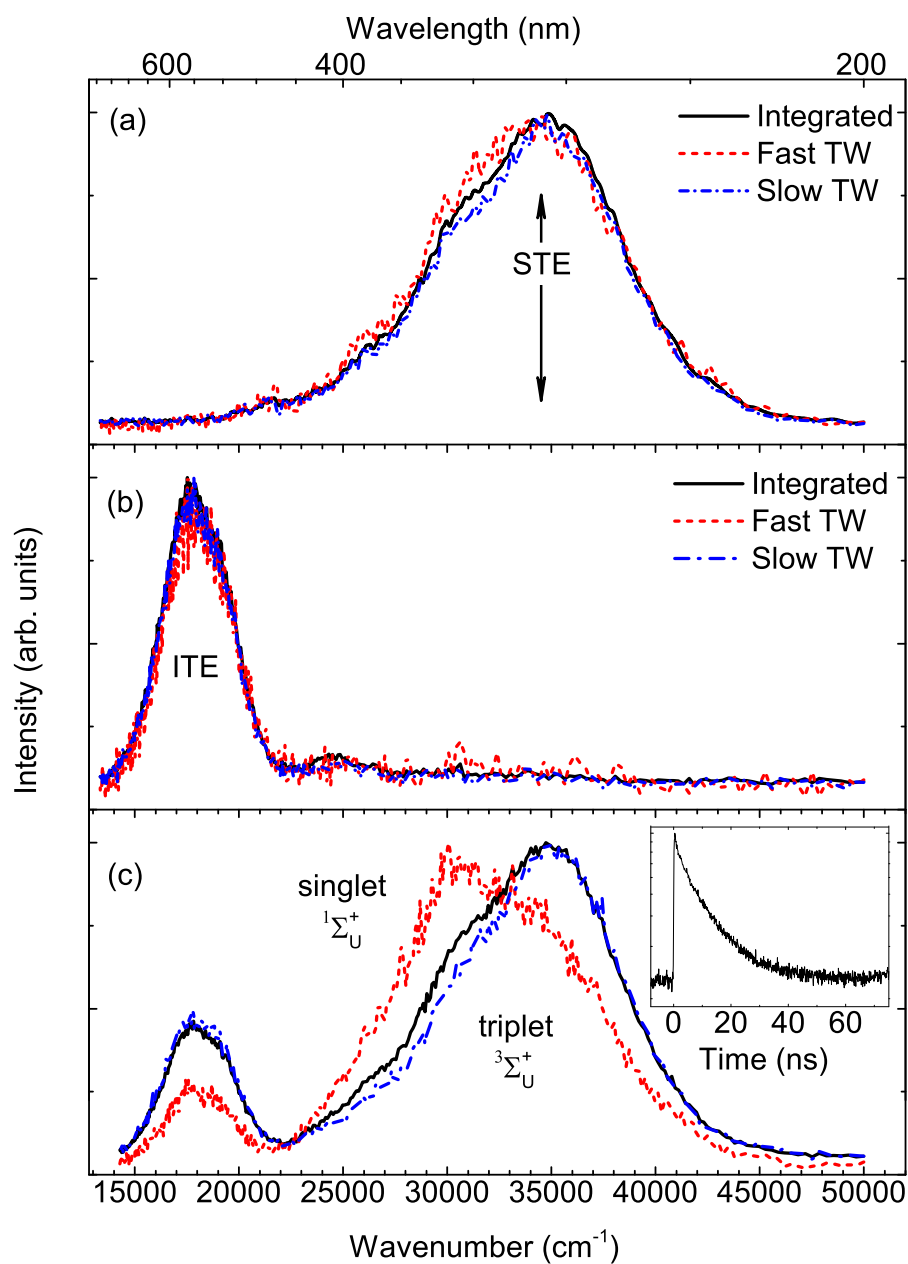 Wavelength (nm)
600 400 200
(a)
Integrated
Fast TW
Slow TW
STE
(b)
Integrated
Fast TW
Slow TW
ITE
Intensity (arb. units)
(c)
singlet
¹Σ⁺U
triplet
³Σ⁺U
0 20 40 60
Time (ns)
15000 20000 25000 30000 35000 40000 45000 50000
Wavenumber (cm⁻¹)